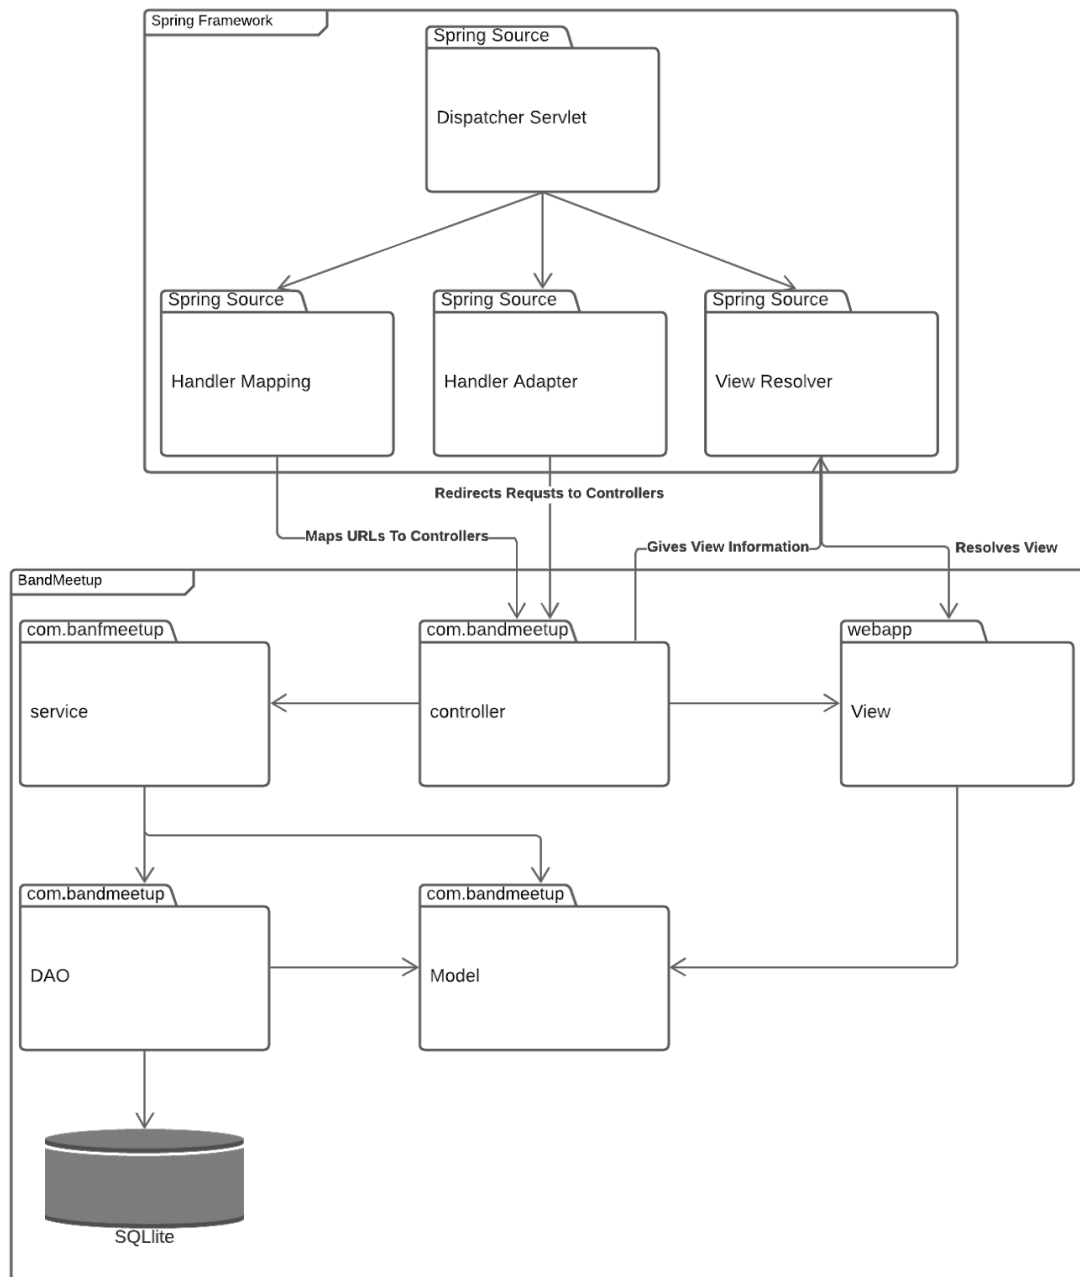 Spring Framework
Spring Source
Dispatcher Servlet
Spring Source
Handler Mapping
Spring Source
Handler Adapter
Spring Source
View Resolver
Redirects Requsts to Controllers
Maps URLs To Controllers
Gives View Information
Resolves View
BandMeetup
com.banfmeetup
service
com.bandmeetup
controller
webapp
View
com.bandmeetup
DAO
com.bandmeetup
Model
SQLlite